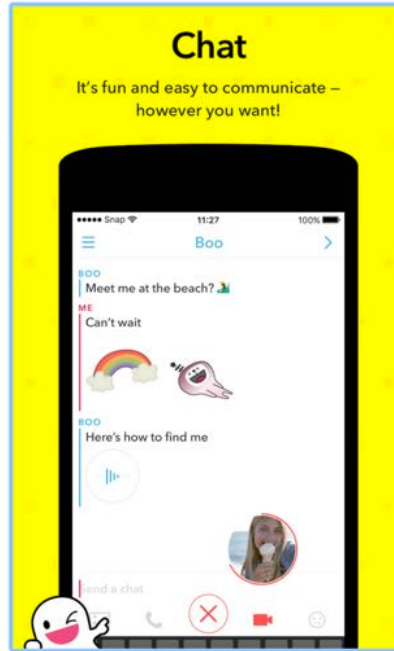 Chat
It's fun and easy to communicate –
however you want!
Snap 11:27 100%
Boo
BOO
Meet me at the beach? 🏄
ME
Can't wait
BOO
Here's how to find me
Send a chat